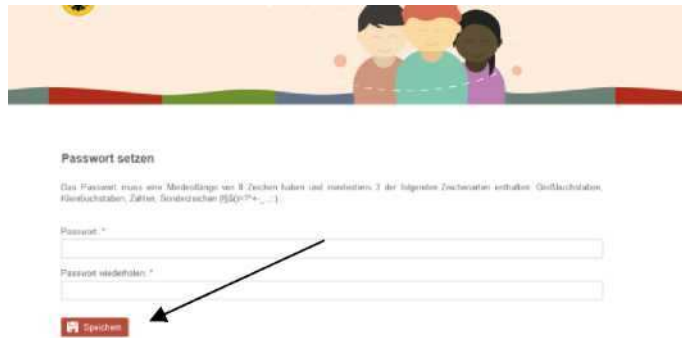 Passwort setzen
Das Passwort muss eine Mindestlänge von 8 Zeichen haben und mindestens 3 der folgenden Zeichenarten enthalten: Großbuchstaben,
Kleinbuchstaben, Zahlen, Sonderzeichen
Passwort: *
Passwort wiederholen: *
Speichern